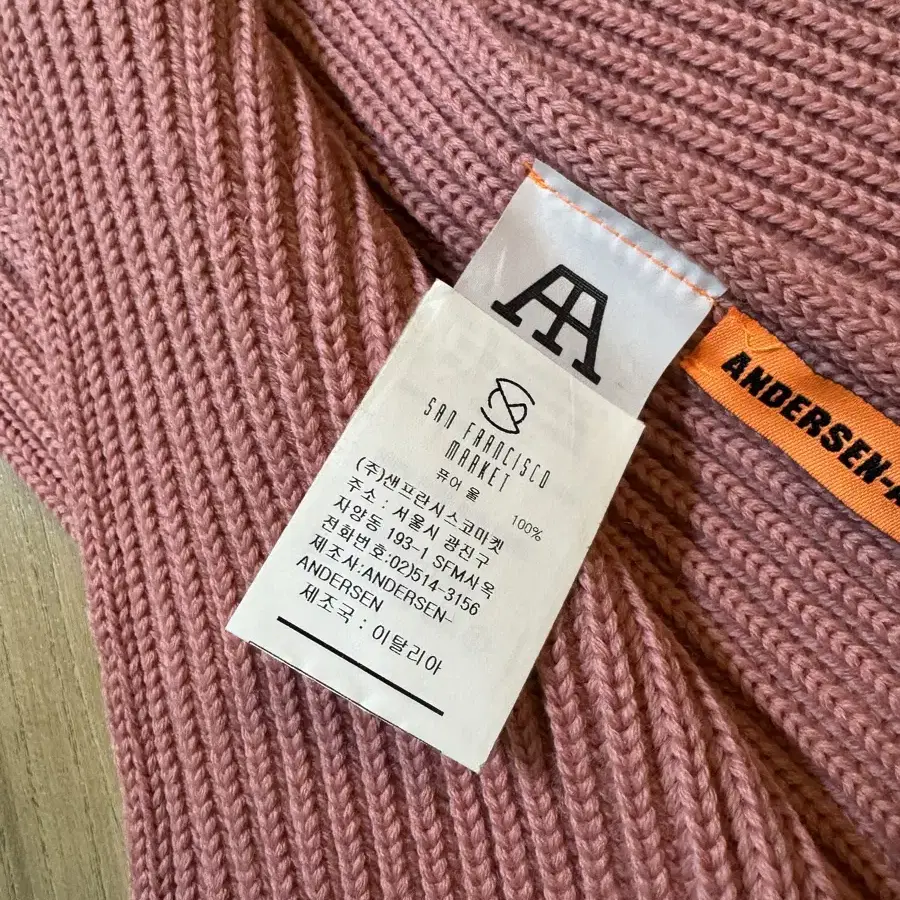 AA
ANDERSEN-A
SAN FRANCISCO
MARKET
퓨어 울 100%
(주)샌프란시스코마켓
주소 : 서울시 광진구
자양동 193-1 SFM사옥
전화번호:02)514-3156
제조사:ANDERSEN-
ANDERSEN
제조국 : 이탈리아